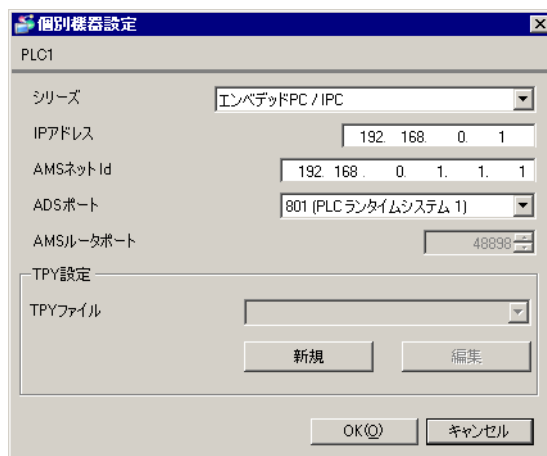 個別機器設定
PLC1
シリーズ エンベデッドPC / IPC
IPアドレス 192. 168. 0. 1
AMSネットId 192. 168 . 0. 1. 1. 1
ADSポート 801 (PLC ランタイムシステム 1)
AMSルータポート 48898
TPY設定
TPYファイル
新規 編集
OK(O) キャンセル